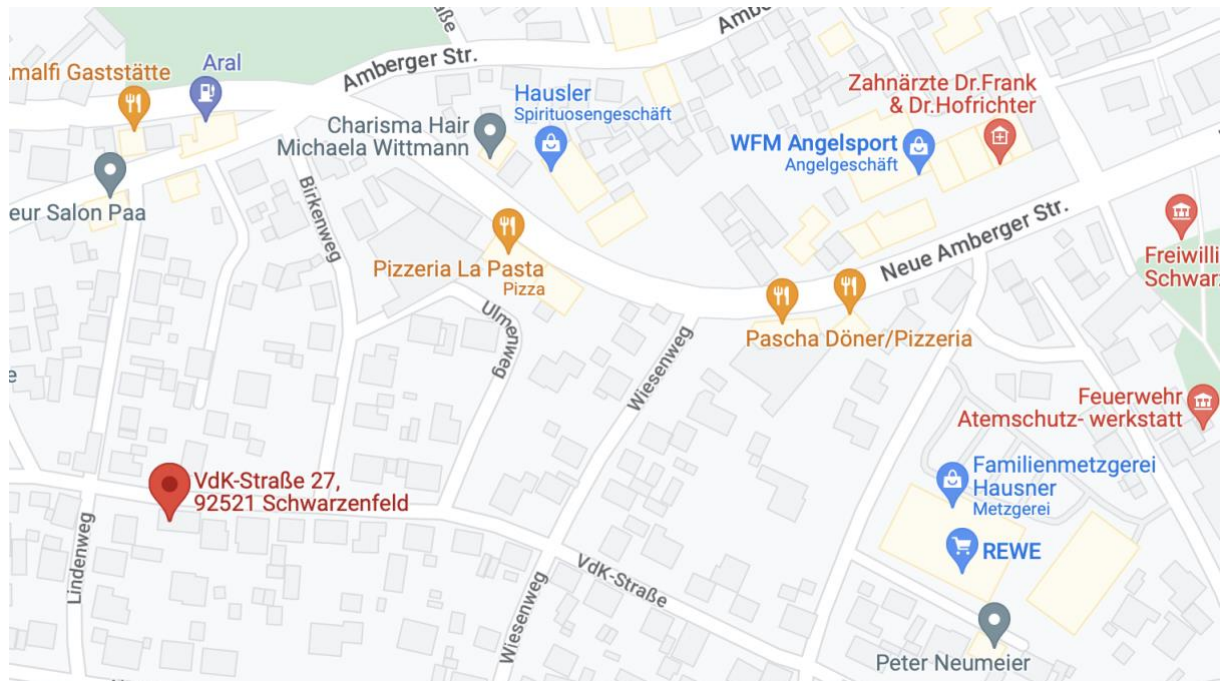 Amberger Str.
Aral
malfi Gaststätte
Amberger Str.
Zahnärzte Dr.Frank
& Dr.Hofrichter
Hausler
Spirituosengeschäft
Charisma Hair
Michaela Wittmann
WFM Angelsport
Angelgeschäft
eur Salon Paa
Birkenweg
Neue Amberger Str.
Freiwilli
Schwarz
Pizzeria La Pasta
Pizza
Ulmenweg
Pascha Döner/Pizzeria
Wiesenweg
e
Feuerwehr
Atemschutz- werkstatt
VdK-Straße 27,
92521 Schwarzenfeld
Familienmetzgerei
Hausner
Metzgerei
Lindenweg
REWE
VdK-Straße
Wiesenweg
Peter Neumeier